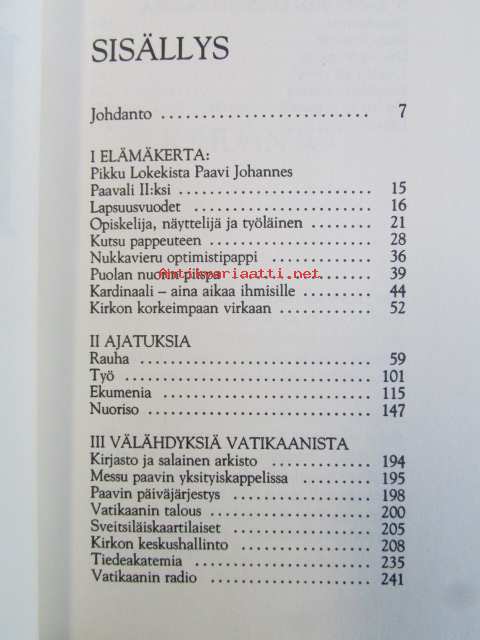 SISÄLLYS
Johdanto ........................ 7
I ELÄMÄKERTA:
Pikku Lokekista Paavi Johannes
Paavali II:ksi ........................ 15
Lapsuusvuodet ........................ 16
Opiskelija, näyttelijä ja työläinen ........ 21
Kutsu pappeuteen ........................ 28
Nukkavieru optimistipappi ............ 36
Puolan nuorin piispa ............ 39
Antikvariaatti.net
Kardinaali – aina aikaa ihmisille ........ 44
Kirkon korkeimpaan virkaan ............ 52
II AJATUKSIA
Rauha ........................ 59
Työ ........................ 101
Ekumenia ........................ 115
Nuoriso ........................ 147
III VÄLÄHDYKSIÄ VATIKAANISTA
Kirjasto ja salainen arkisto ............ 194
Messu paavin yksityiskappelissa ........ 195
Paavin päiväjärjestys ............ 198
Vatikaanin talous ............ 200
Sveitsiläiskaartilaiset ............ 205
Kirkon keskushallinto ............ 208
Tiedeakatemia ............ 235
Vatikaanin radio ............ 241